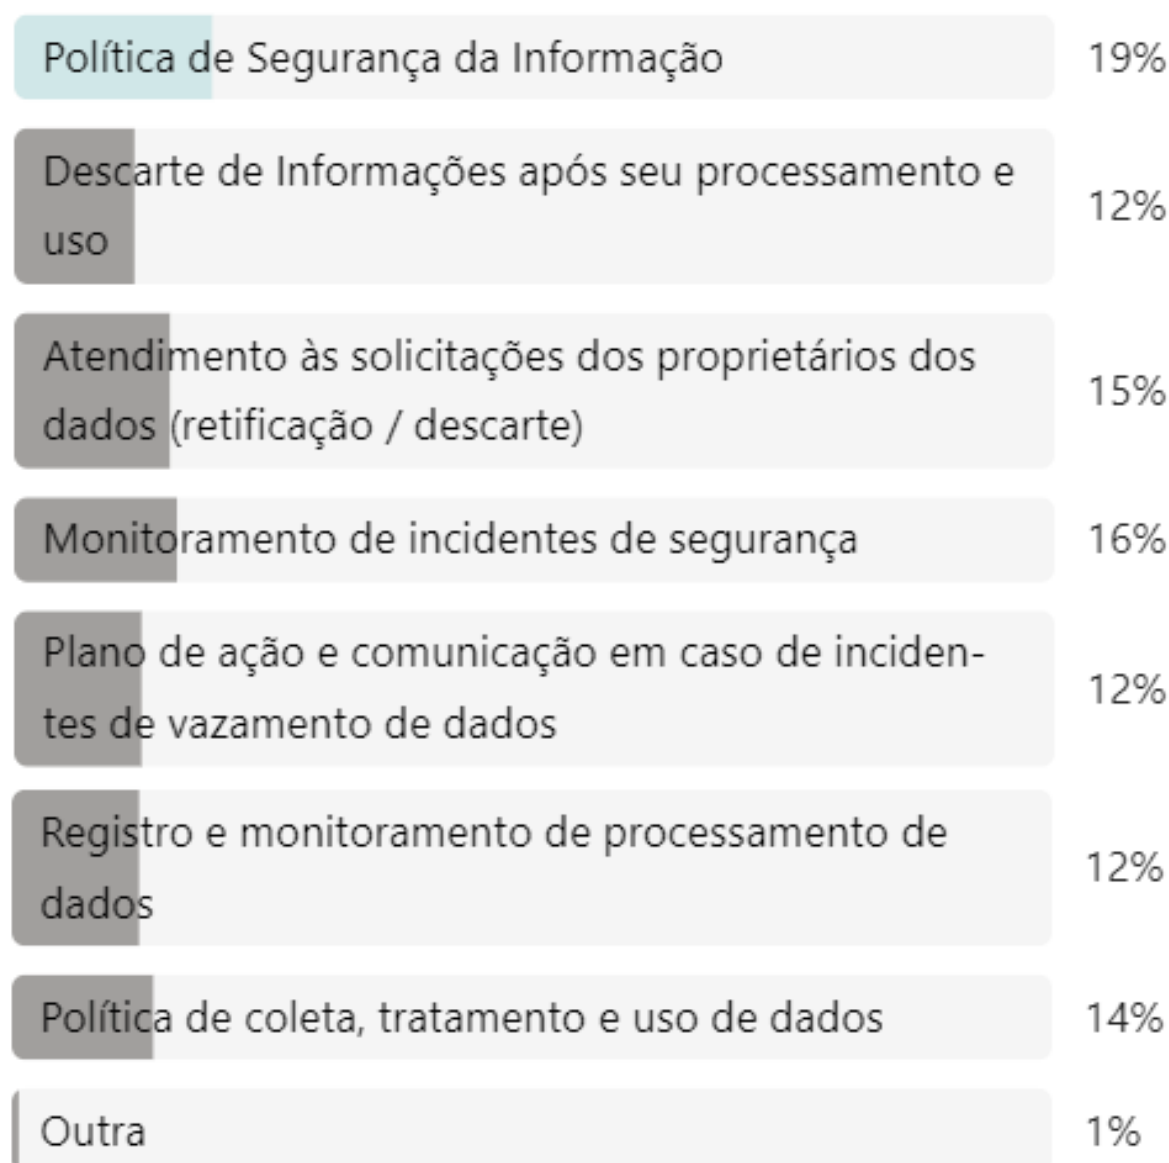 Política de Segurança da Informação 19%
Descarte de Informações após seu processamento e
uso
12%
Atendimento às solicitações dos proprietários dos
dados (retificação / descarte)
15%
Monitoramento de incidentes de segurança 16%
Plano de ação e comunicação em caso de inciden-
tes de vazamento de dados
12%
Registro e monitoramento de processamento de
dados
12%
Política de coleta, tratamento e uso de dados 14%
Outra 1%